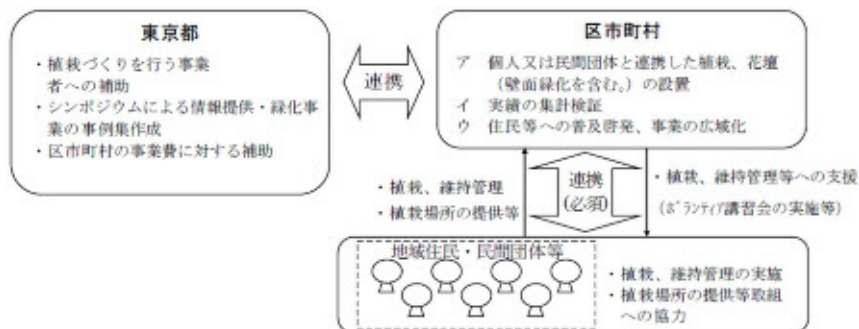 東京都
・植栽づくりを行う事業
者への補助
・シンポジウムによる情報提供・緑化事
業の事例集作成
・区市町村の事業費に対する補助
連携
区市町村
ア 個人又は民間団体と連携した植栽、花壇
(壁面緑化を含む。)の設置
イ 実績の集計検証
ウ 住民等への普及啓発、事業の広域化
・植栽、維持管理
・植栽場所の提供等
連携
(必須)
・植栽、維持管理等への支援
(ボランティア講習会の実施等)
地域住民・民間団体等
・植栽、維持管理の実施
・植栽場所の提供等取組
への協力